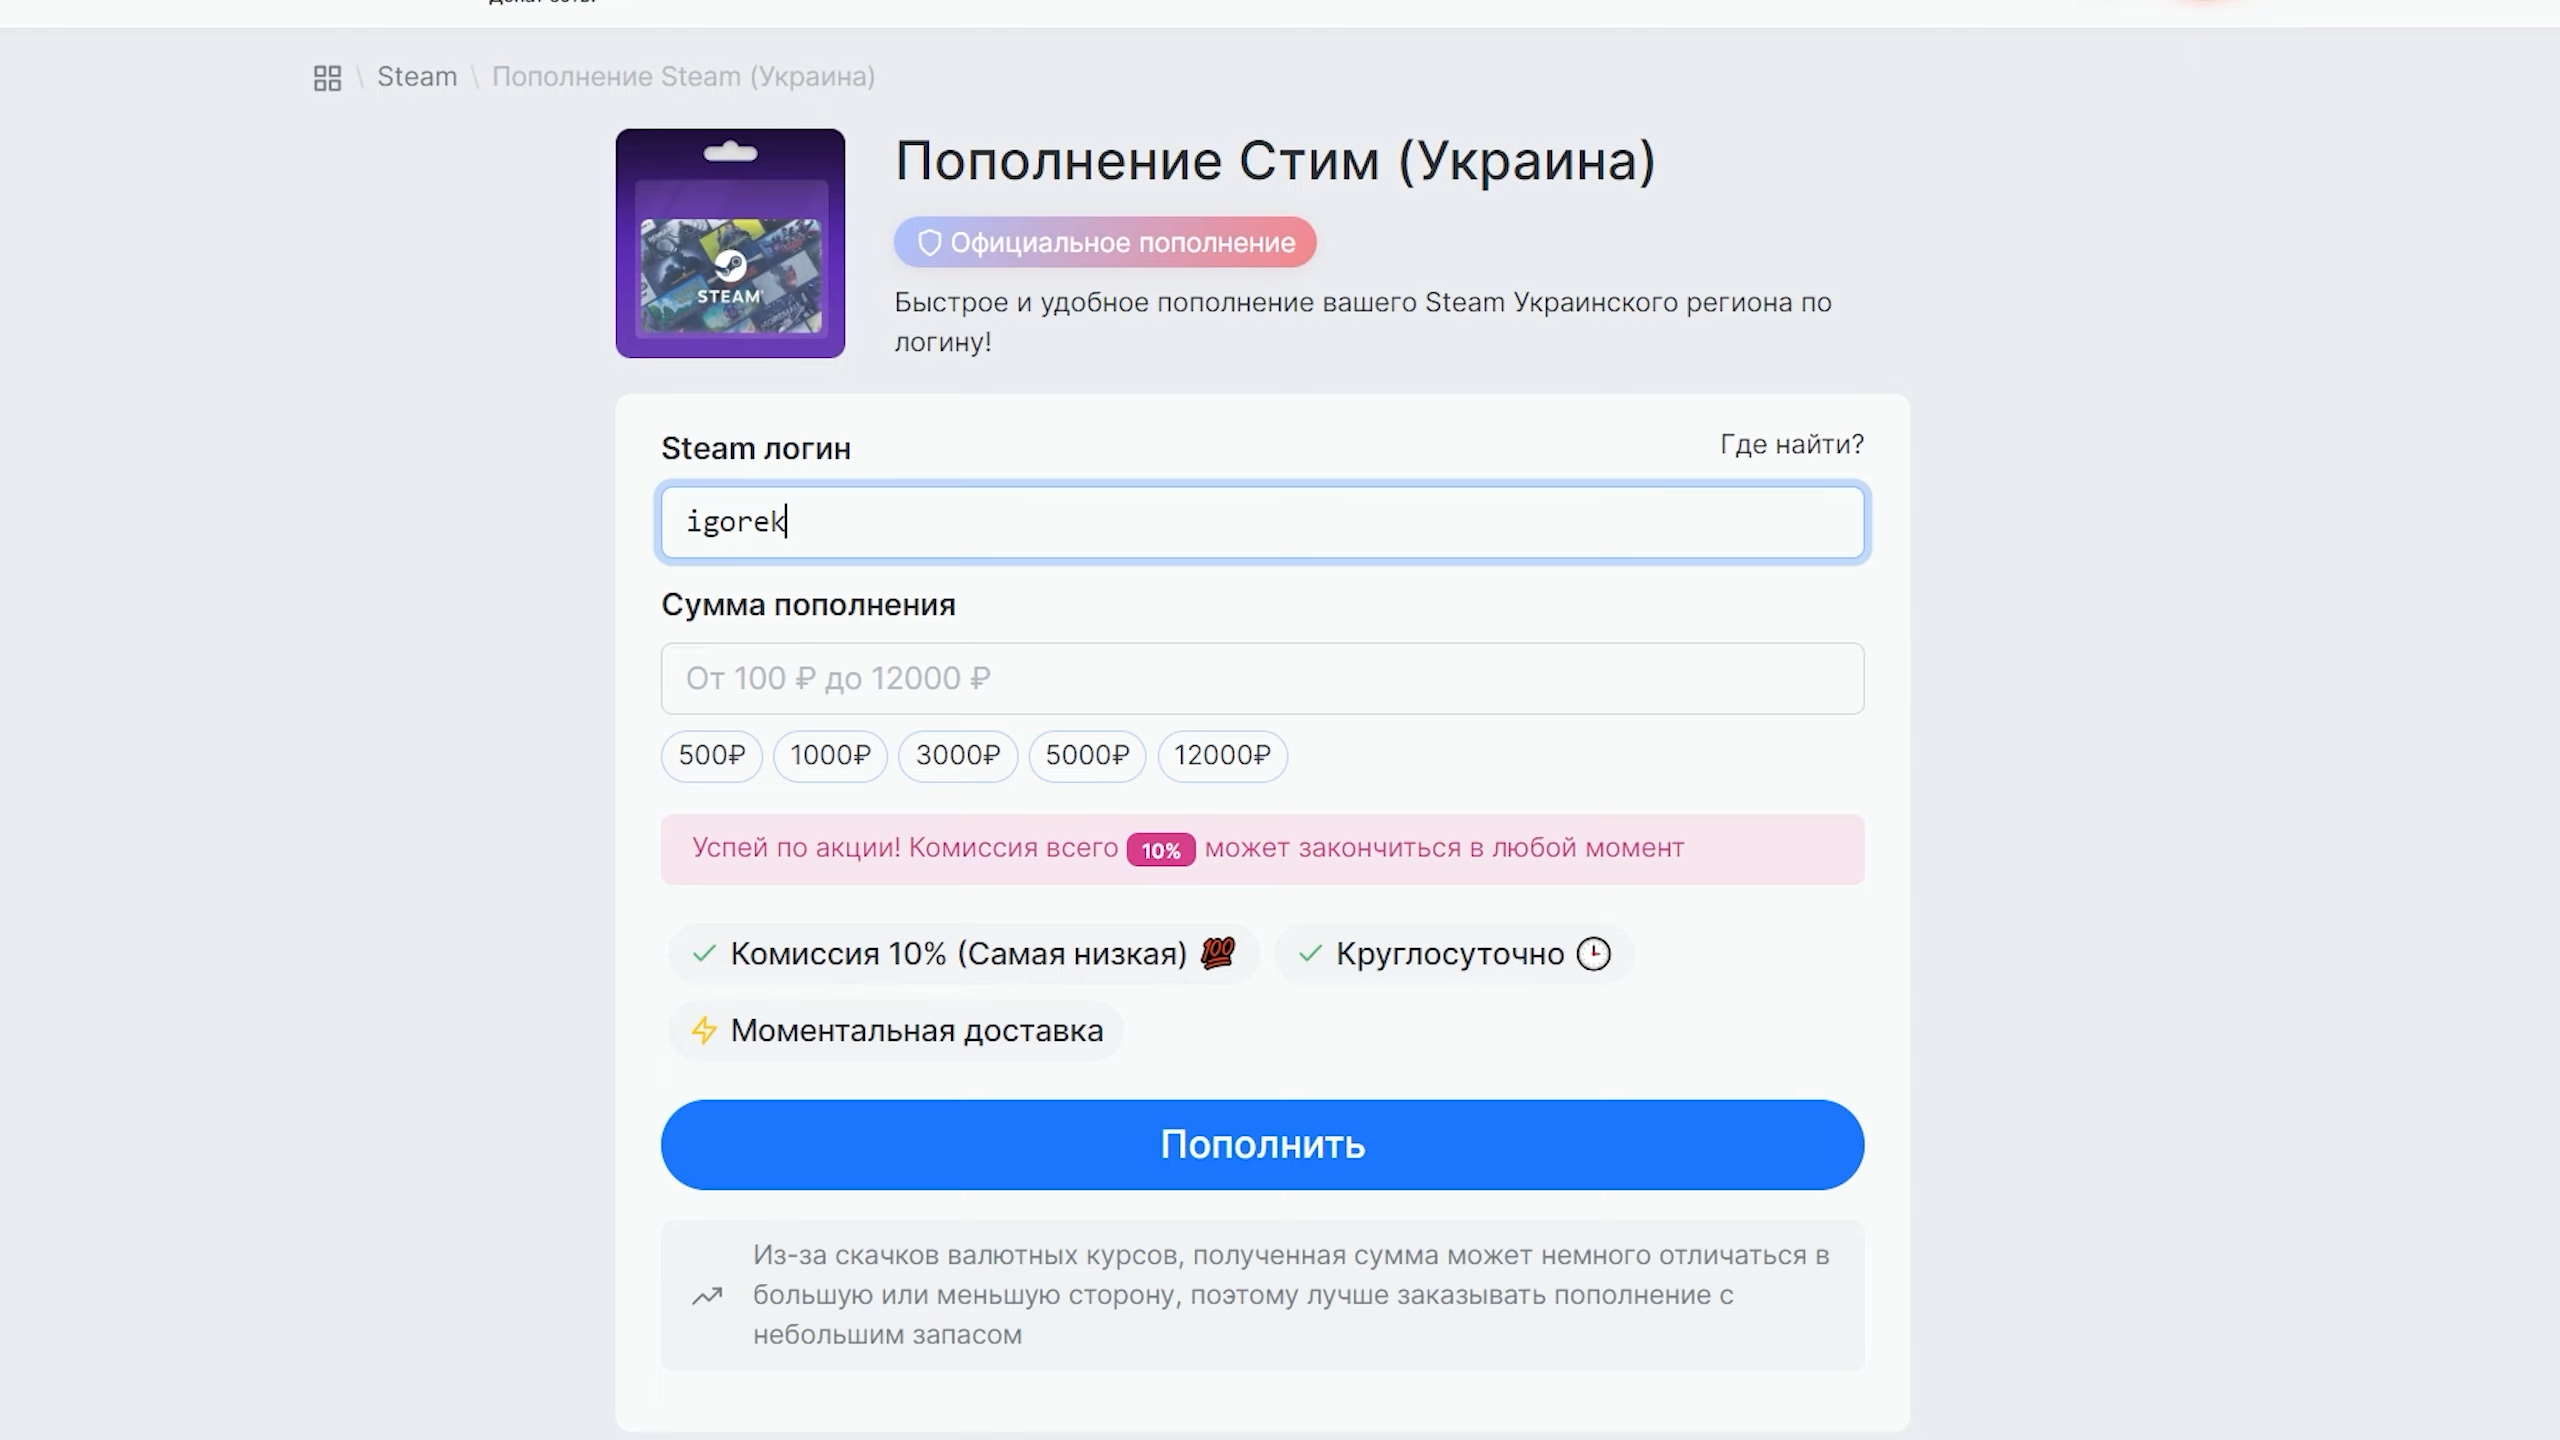 Steam \ Пополнение Steam (Украина)
STEAM
Пополнение Стим (Украина)
Официальное пополнение
Быстрое и удобное пополнение вашего Steam Украинского региона по
логину!
Steam логин
Где найти?
igorek
Сумма пополнения
От 100 ₽ до 12000 ₽
500₽ 1000₽ 3000₽ 5000₽ 12000₽
Успей по акции! Комиссия всего 10% может закончиться в любой момент
Комиссия 10% (Самая низкая) 💯
Круглосуточно 🕒
Моментальная доставка
Пополнить
Из-за скачков валютных курсов, полученная сумма может немного отличаться в
большую или меньшую сторону, поэтому лучше заказывать пополнение с
небольшим запасом